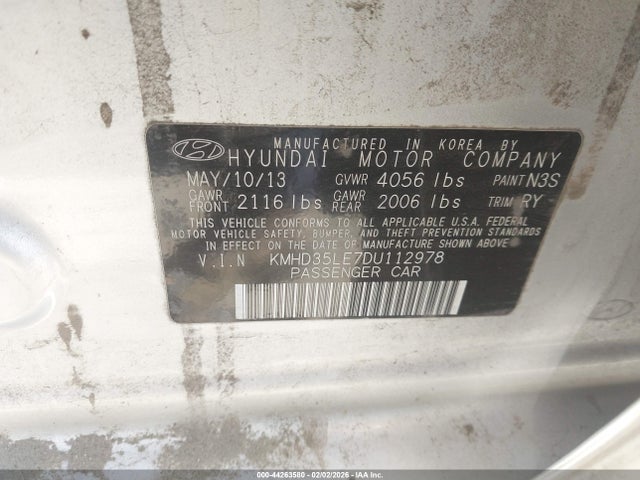 MANUFACTURED IN KOREA BY
HYUNDAI MOTOR COMPANY
MAY/10/13 GVWR 4056 lbs PAINT N3S
GAWR FRONT 2116 lbs GAWR REAR 2006 lbs TRIM RY
THIS VEHICLE CONFORMS TO ALL APPLICABLE U.S.A. FEDERAL
MOTOR VEHICLE SAFETY, BUMPER, AND THEFT PREVENTION STANDARDS
IN EFFECT ON THE DATE OF MANUFACTURE SHOWN ABOVE
V.I.N KMHD35LE7DU112978
PASSENGER CAR
000-44263580 - 02/02/2026 - COPYRIGHT IAA, LLC